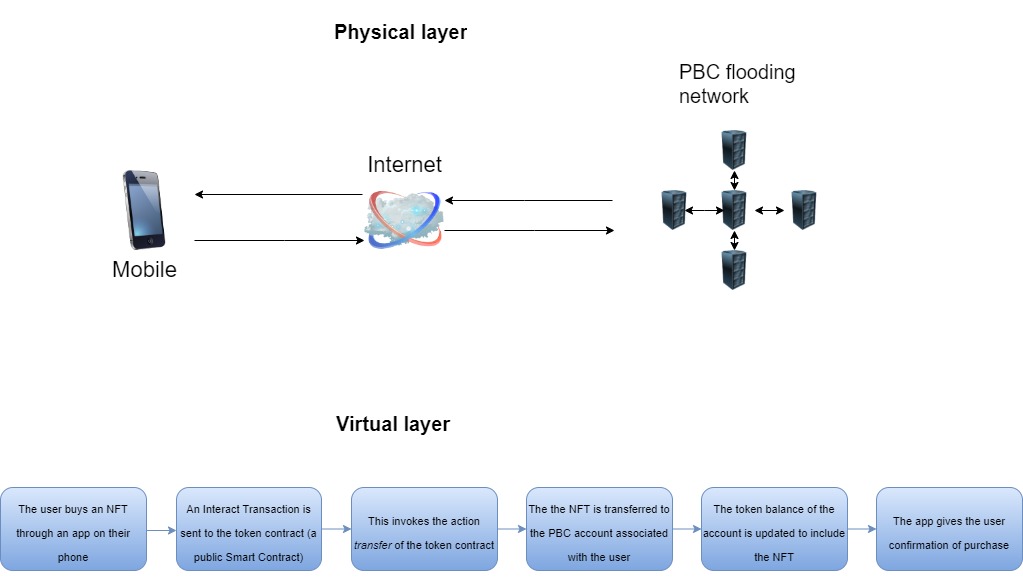 Physical layer
PBC flooding
network
Internet
Mobile
Virtual layer
The user buys an NFT
through an app on their
phone
An Interact Transaction is
sent to the token contract (a
public Smart Contract)
This invokes the action
transfer of the token contract
The the NFT is transferred to
the PBC account associated
with the user
The token balance of the
account is updated to include
the NFT
The app gives the user
confirmation of purchase